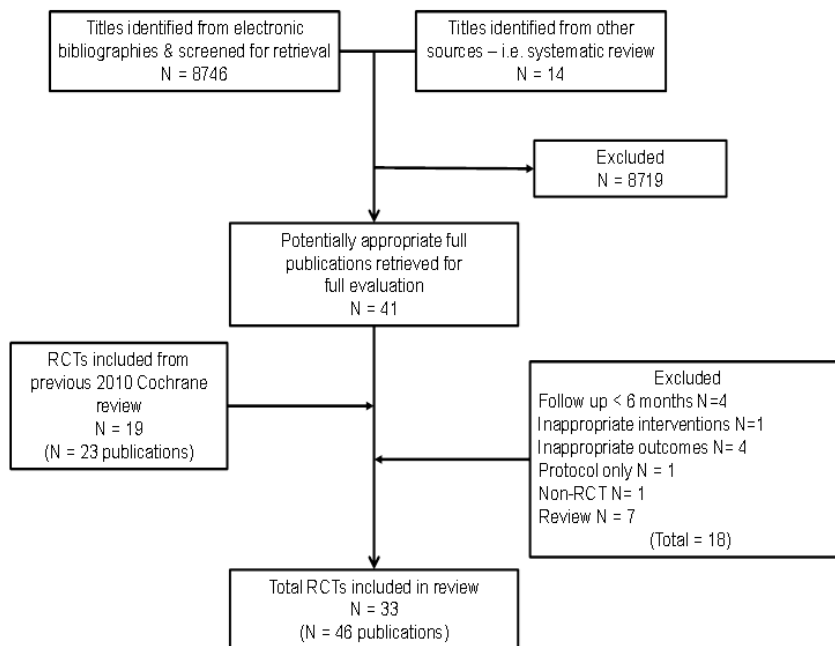 Titles identified from electronic
bibliographies & screened for retrieval
N = 8746
Titles identified from other
sources – i.e. systematic review
N = 14
Excluded
N = 8719
Potentially appropriate full
publications retrieved for
full evaluation
N = 41
RCTs included from
previous 2010 Cochrane
review
N = 19
(N = 23 publications)
Excluded
Follow up < 6 months N=4
Inappropriate interventions N=1
Inappropriate outcomes N= 4
Protocol only N = 1
Non-RCT N= 1
Review N = 7
(Total = 18)
Total RCTs included in review
N = 33
(N = 46 publications)